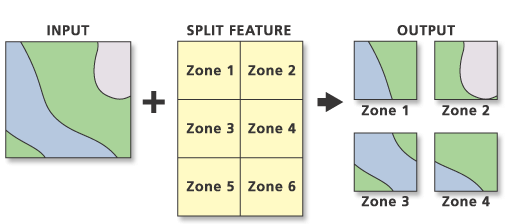 INPUT
SPLIT FEATURE
OUTPUT
Zone 1 Zone 2
Zone 3 Zone 4
Zone 5 Zone 6
Zone 1 Zone 2
Zone 3 Zone 4